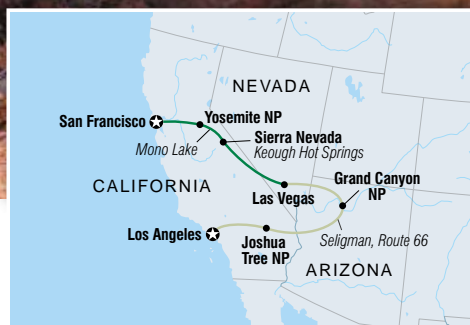 NEVADA
San Francisco
Yosemite NP
Mono Lake
Sierra Nevada
Keough Hot Springs
CALIFORNIA
Las Vegas
Grand Canyon
NP
Los Angeles
Joshua
Tree NP
Seligman, Route 66
ARIZONA